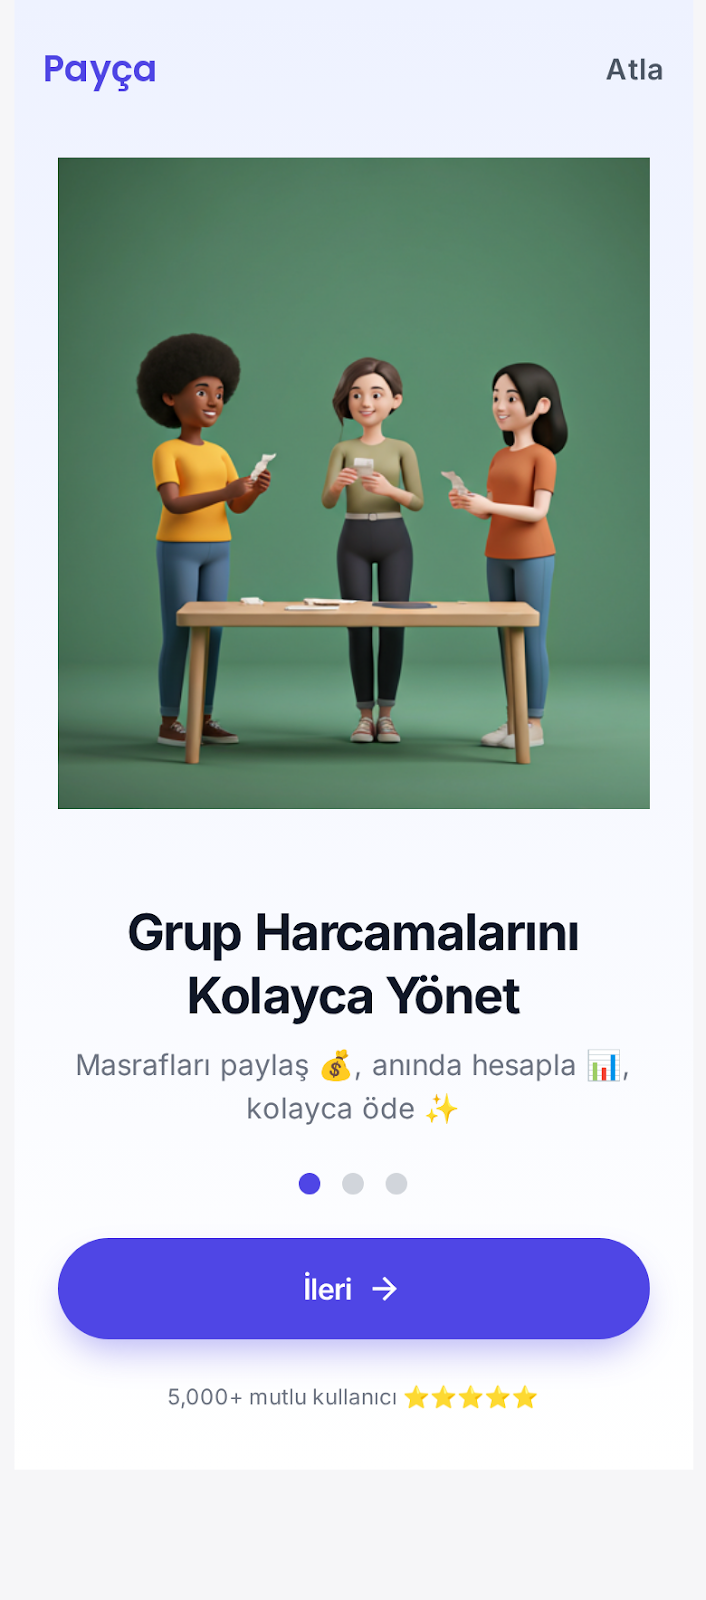 Payça
Atla
Grup Harcamalarını
Kolayca Yönet
Masrafları paylaş 💰, anında hesapla 📊,
kolayca öde ✨
İleri →
5,000+ mutlu kullanıcı ⭐⭐⭐⭐⭐